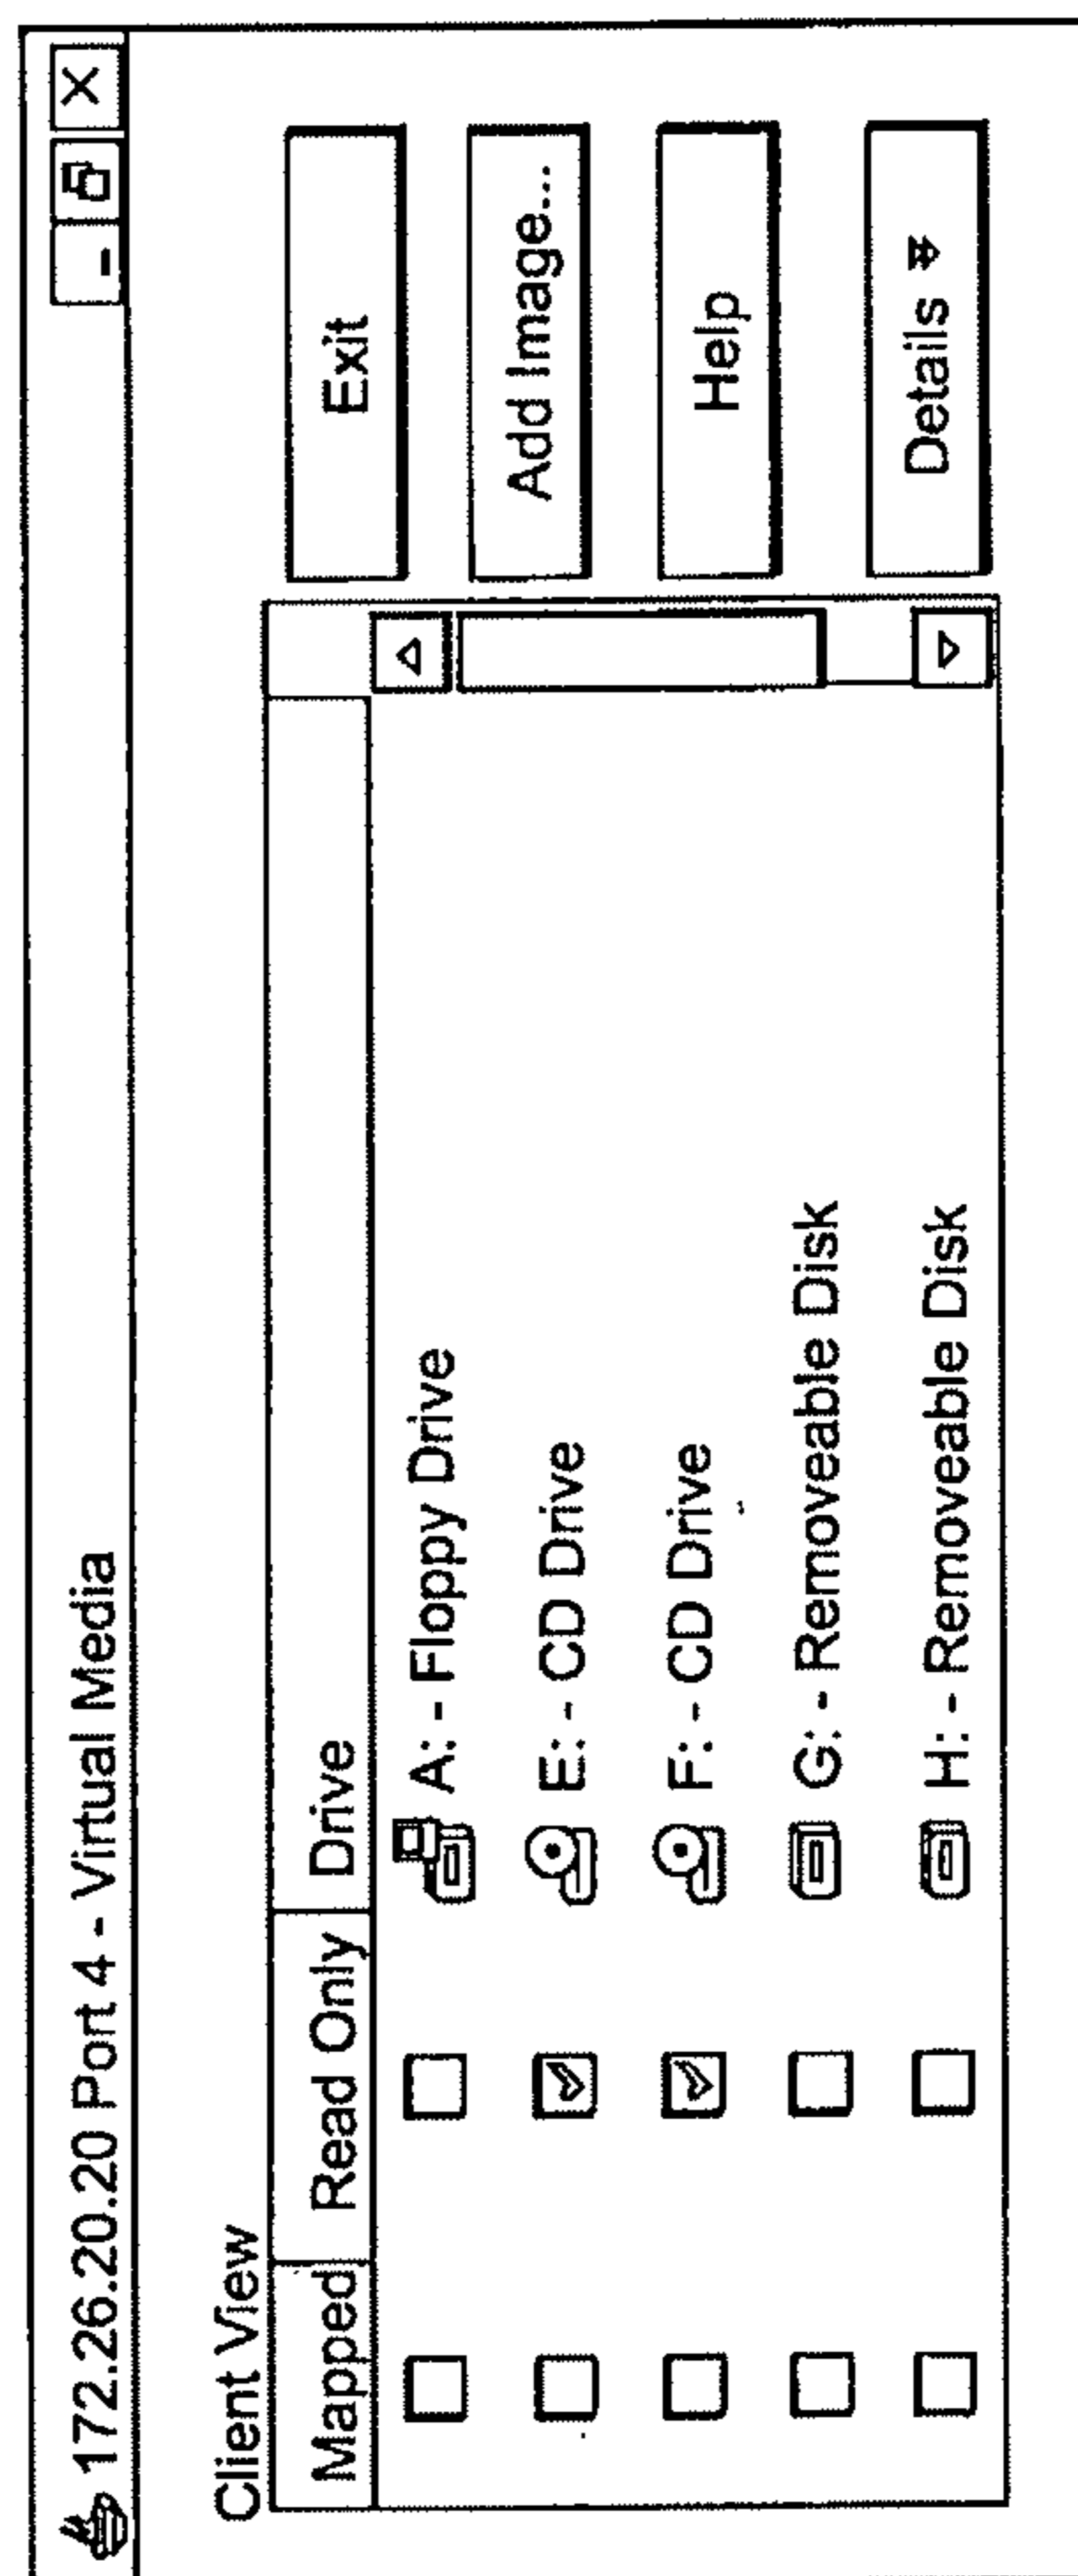 172.26.20.20 Port 4 - Virtual Media
Client View
Mapped Read Only Drive
A: - Floppy Drive
E: - CD Drive
F: - CD Drive
G: - Removeable Disk
H: - Removeable Disk
Exit
Add Image...
Help
Details